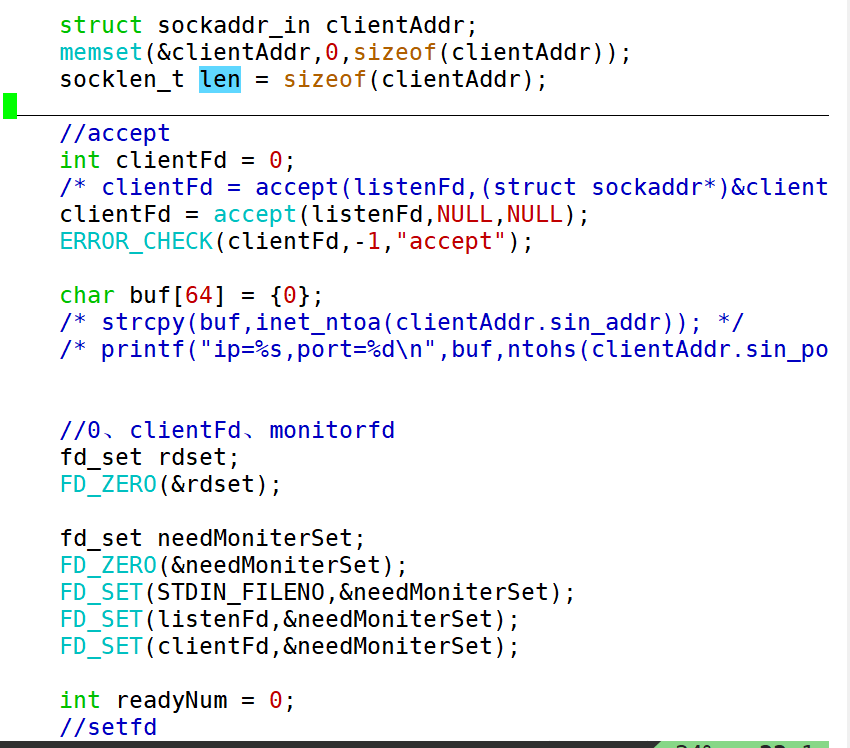 struct sockaddr_in clientAddr;
memset(&clientAddr,0,sizeof(clientAddr));
socklen_t len = sizeof(clientAddr);
//accept
int clientFd = 0;
/* clientFd = accept(listenFd,(struct sockaddr*)&client
clientFd = accept(listenFd,NULL,NULL);
ERROR_CHECK(clientFd,-1,"accept");
char buf[64] = {0};
/* strcpy(buf,inet_ntoa(clientAddr.sin_addr)); */
/* printf("ip=%s,port=%d\n",buf,ntohs(clientAddr.sin_po
//0、clientFd、monitorfd
fd_set rdset;
FD_ZERO(&rdset);
fd_set needMoniterSet;
FD_ZERO(&needMoniterSet);
FD_SET(STDIN_FILENO,&needMoniterSet);
FD_SET(listenFd,&needMoniterSet);
FD_SET(clientFd,&needMoniterSet);
int readyNum = 0;
//setfd